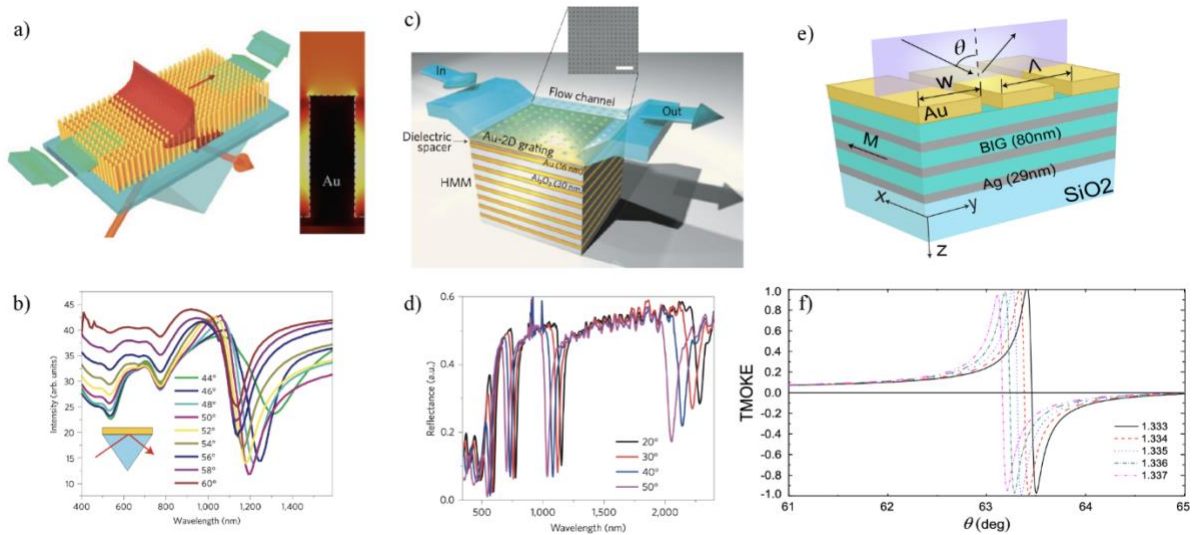 a)
Au
b)
Intensity (arb. units)
45
40
35
30
25
20
15
10
44°
46°
48°
50°
52°
54°
56°
58°
60°
400
600
800
1,000
1,200
1,400
Wavelength (nm)
c)
In
Flow channel
Out
Dielectric
spacer
Au-2D grating
Au (16 nm)
Al₂O₃ (20 nm)
HMM
d)
Reflectance (a.u.)
0.6
0.4
0.2
0.0
20°
30°
40°
50°
500
1,000
1,500
2,000
Wavelength (nm)
e)
θ
W
Λ
Au
M
BIG (80nm)
Ag (29nm)
SiO2
x
y
z
f)
TMOKE
1.0
0.8
0.4
0.2
0.0
-0.2
-0.4
-0.6
-0.8
-1.0
1.333
1.334
1.335
1.336
1.337
61
62
63
64
65
θ (deg)